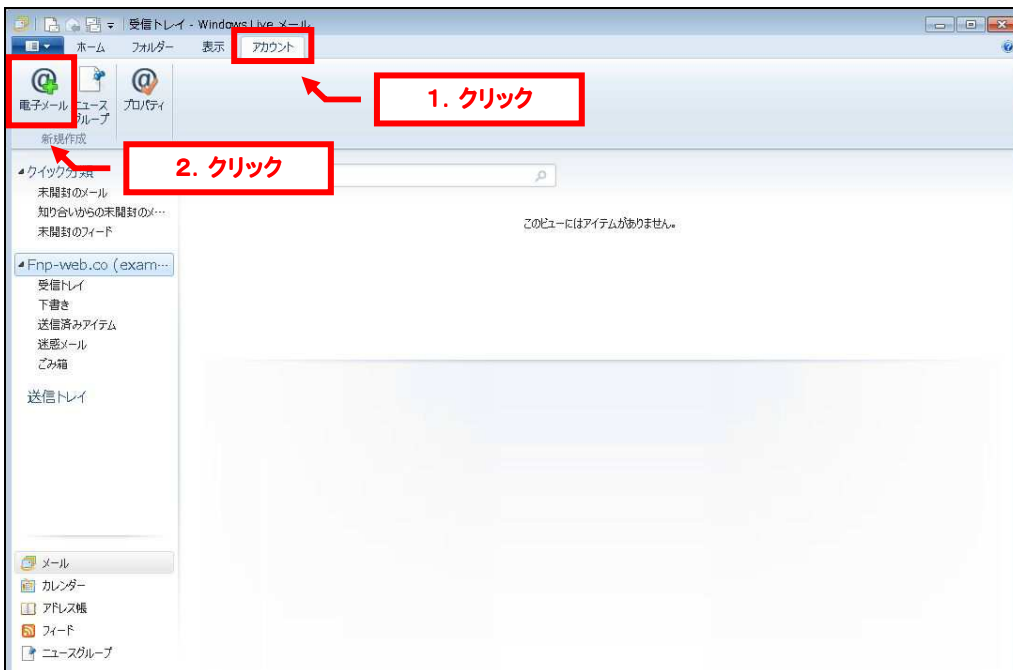 受信トレイ - Windows Live メール
ホーム フォルダー 表示 アカウント
1. クリック
電子メール ニュース グループ プロパティ
新規作成
2. クリック
クイック分類
未開封のメール
知り合いからの未開封のメ…
未開封のフィード
このビューにはアイテムがありません。
Fnp-web.co (exam…
受信トレイ
下書き
送信済みアイテム
迷惑メール
ごみ箱
送信トレイ
メール
カレンダー
アドレス帳
フィード
ニュースグループ